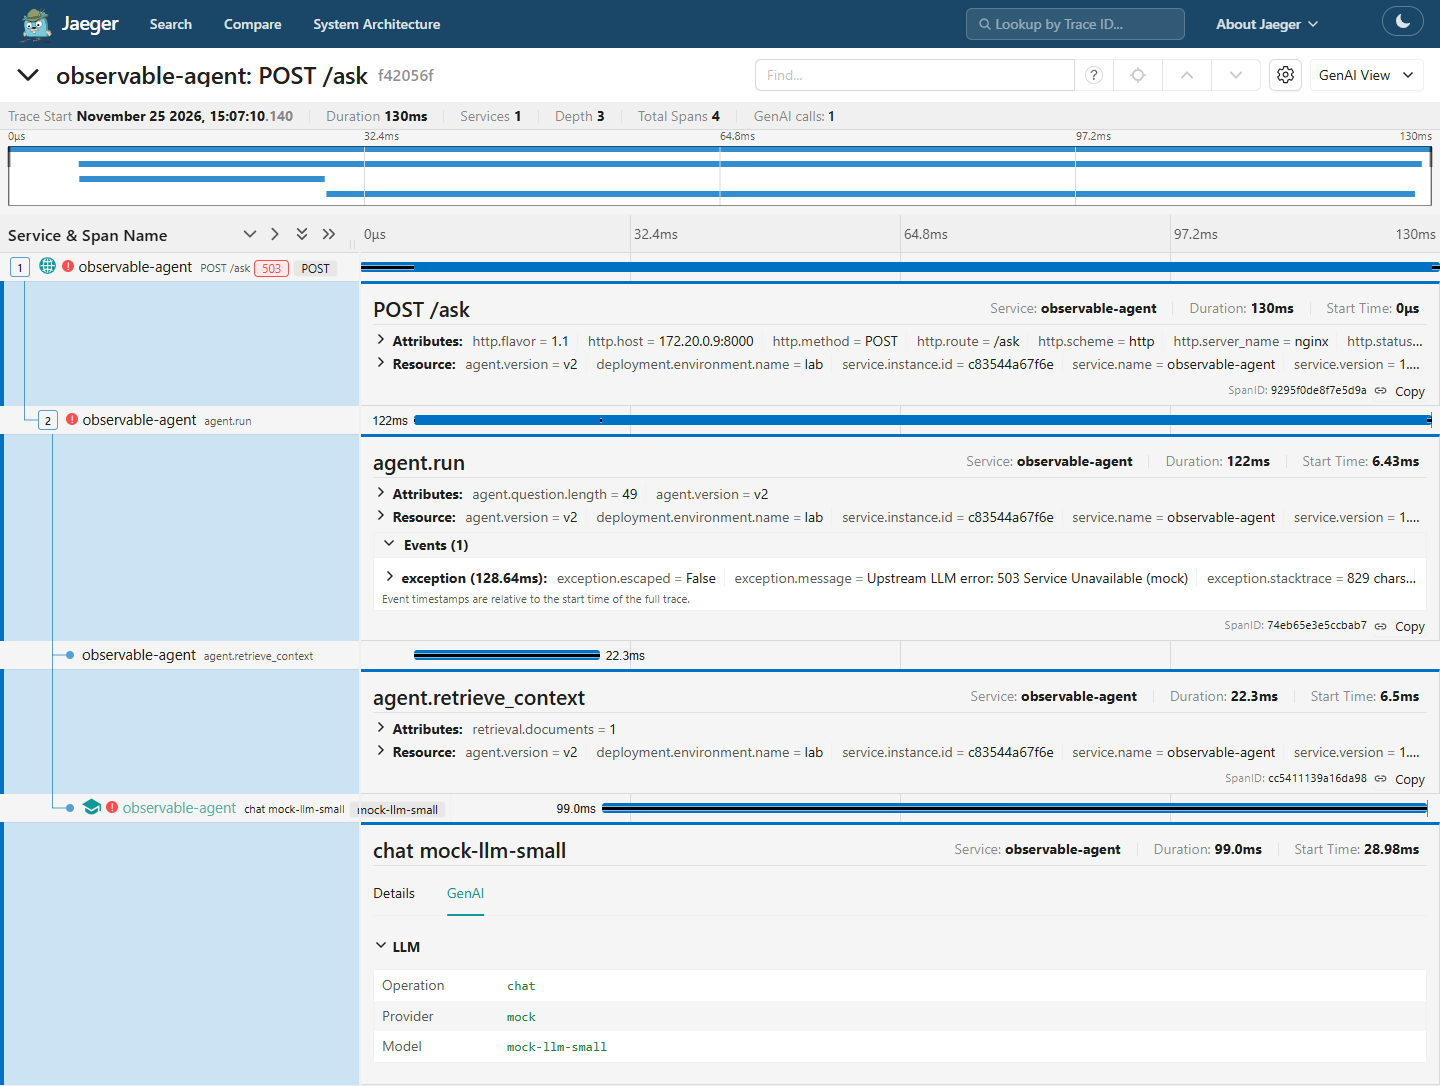 Jaeger Search Compare System Architecture Lookup by Trace ID... About Jaeger
observable-agent: POST /ask f42056f Find... ? GenAI View
Trace Start November 25 2026, 15:07:10.140 Duration 130ms Services 1 Depth 3 Total Spans 4 GenAI calls: 1
0μs 32.4ms 64.8ms 97.2ms 130ms
Service & Span Name 0μs 32.4ms 64.8ms 97.2ms 130ms
1 observable-agent POST /ask 503 POST
POST /ask Service: observable-agent Duration: 130ms Start Time: 0μs
Attributes: http.flavor = 1.1 http.host = 172.20.0.9:8000 http.method = POST http.route = /ask http.scheme = http http.server_name = nginx http.status...
Resource: agent.version = v2 deployment.environment.name = lab service.instance.id = c83544a67f6e service.name = observable-agent service.version = 1....
SpanID: 9295f0de8f7e5d9a Copy
2 observable-agent agent.run 122ms
agent.run Service: observable-agent Duration: 122ms Start Time: 6.43ms
Attributes: agent.question.length = 49 agent.version = v2
Resource: agent.version = v2 deployment.environment.name = lab service.instance.id = c83544a67f6e service.name = observable-agent service.version = 1....
Events (1)
exception (128.64ms): exception.escaped = False exception.message = Upstream LLM error: 503 Service Unavailable (mock) exception.stacktrace = 829 chars...
Event timestamps are relative to the start time of the full trace.
SpanID: 74eb65e3e5ccbab7 Copy
observable-agent agent.retrieve_context 22.3ms
agent.retrieve_context Service: observable-agent Duration: 22.3ms Start Time: 6.5ms
Attributes: retrieval.documents = 1
Resource: agent.version = v2 deployment.environment.name = lab service.instance.id = c83544a67f6e service.name = observable-agent service.version = 1....
SpanID: cc5411139a16da98 Copy
observable-agent chat mock-llm-small mock-llm-small 99.0ms
chat mock-llm-small Service: observable-agent Duration: 99.0ms Start Time: 28.98ms
Details GenAI
LLM
Operation chat
Provider mock
Model mock-llm-small